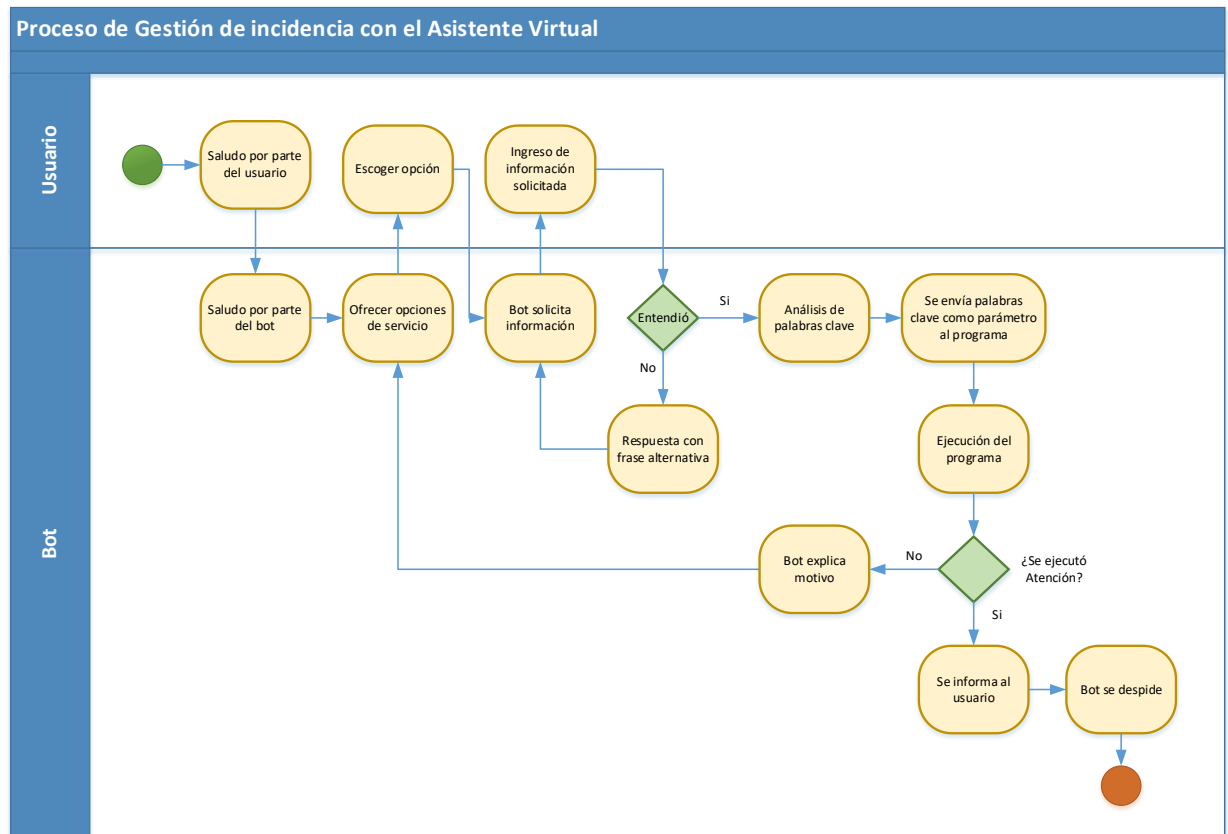 Proceso de Gestión de incidencia con el Asistente Virtual
Usuario
Saludo por parte
del usuario
Escoger opción
Ingreso de
información
solicitada
Bot
Saludo por parte
del bot
Ofrecer opciones
de servicio
Bot solicita
información
Entendió
Si
Análisis de
palabras clave
Se envía palabras
clave como parámetro
al programa
No
Respuesta con
frase alternativa
Ejecución del
programa
Bot explica
motivo
No
¿Se ejecutó
Atención?
Si
Se informa al
usuario
Bot se despide